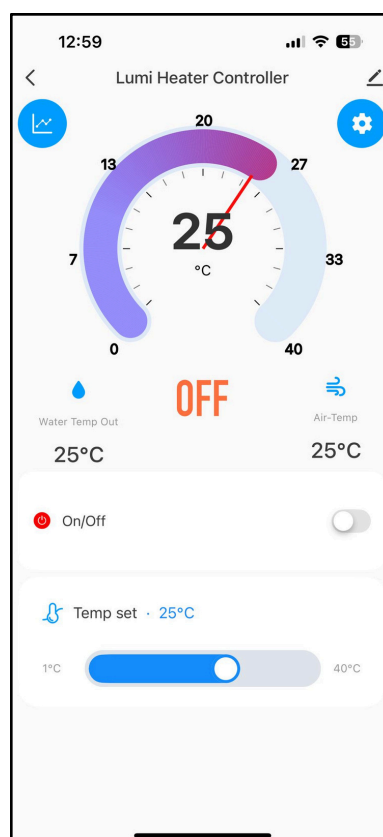 12:59
55
Lumi Heater Controller
20
13
27
25
°C
7
33
0
40
OFF
Water Temp Out
Air-Temp
25°C
25°C
On/Off
Temp set · 25°C
1°C
40°C